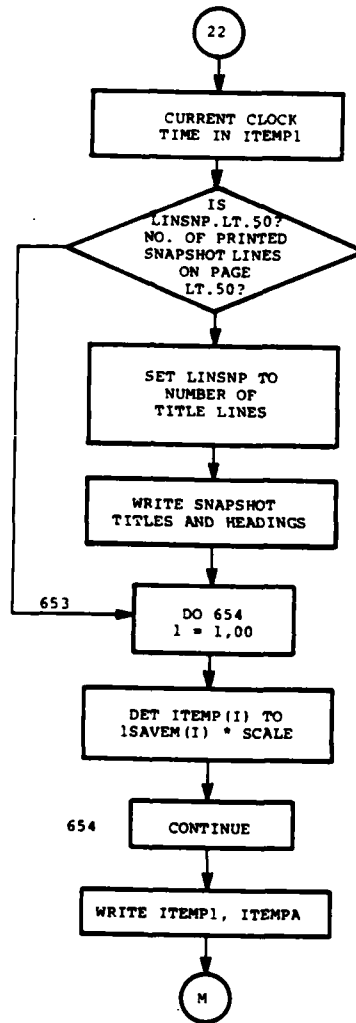 22
CURRENT CLOCK
TIME IN ITEMP1
IS
LINSNP.LT.50?
NO. OF PRINTED
SNAPSHOT LINES
ON PAGE
LT.50?
SET LINSNP TO
NUMBER OF
TITLE LINES
WRITE SNAPSHOT
TITLES AND HEADINGS
653
DO 654
1 = 1,00
DET ITEMP(I) TO
1SAVEM(I) * SCALE
654
CONTINUE
WRITE ITEMP1, ITEMPA
M